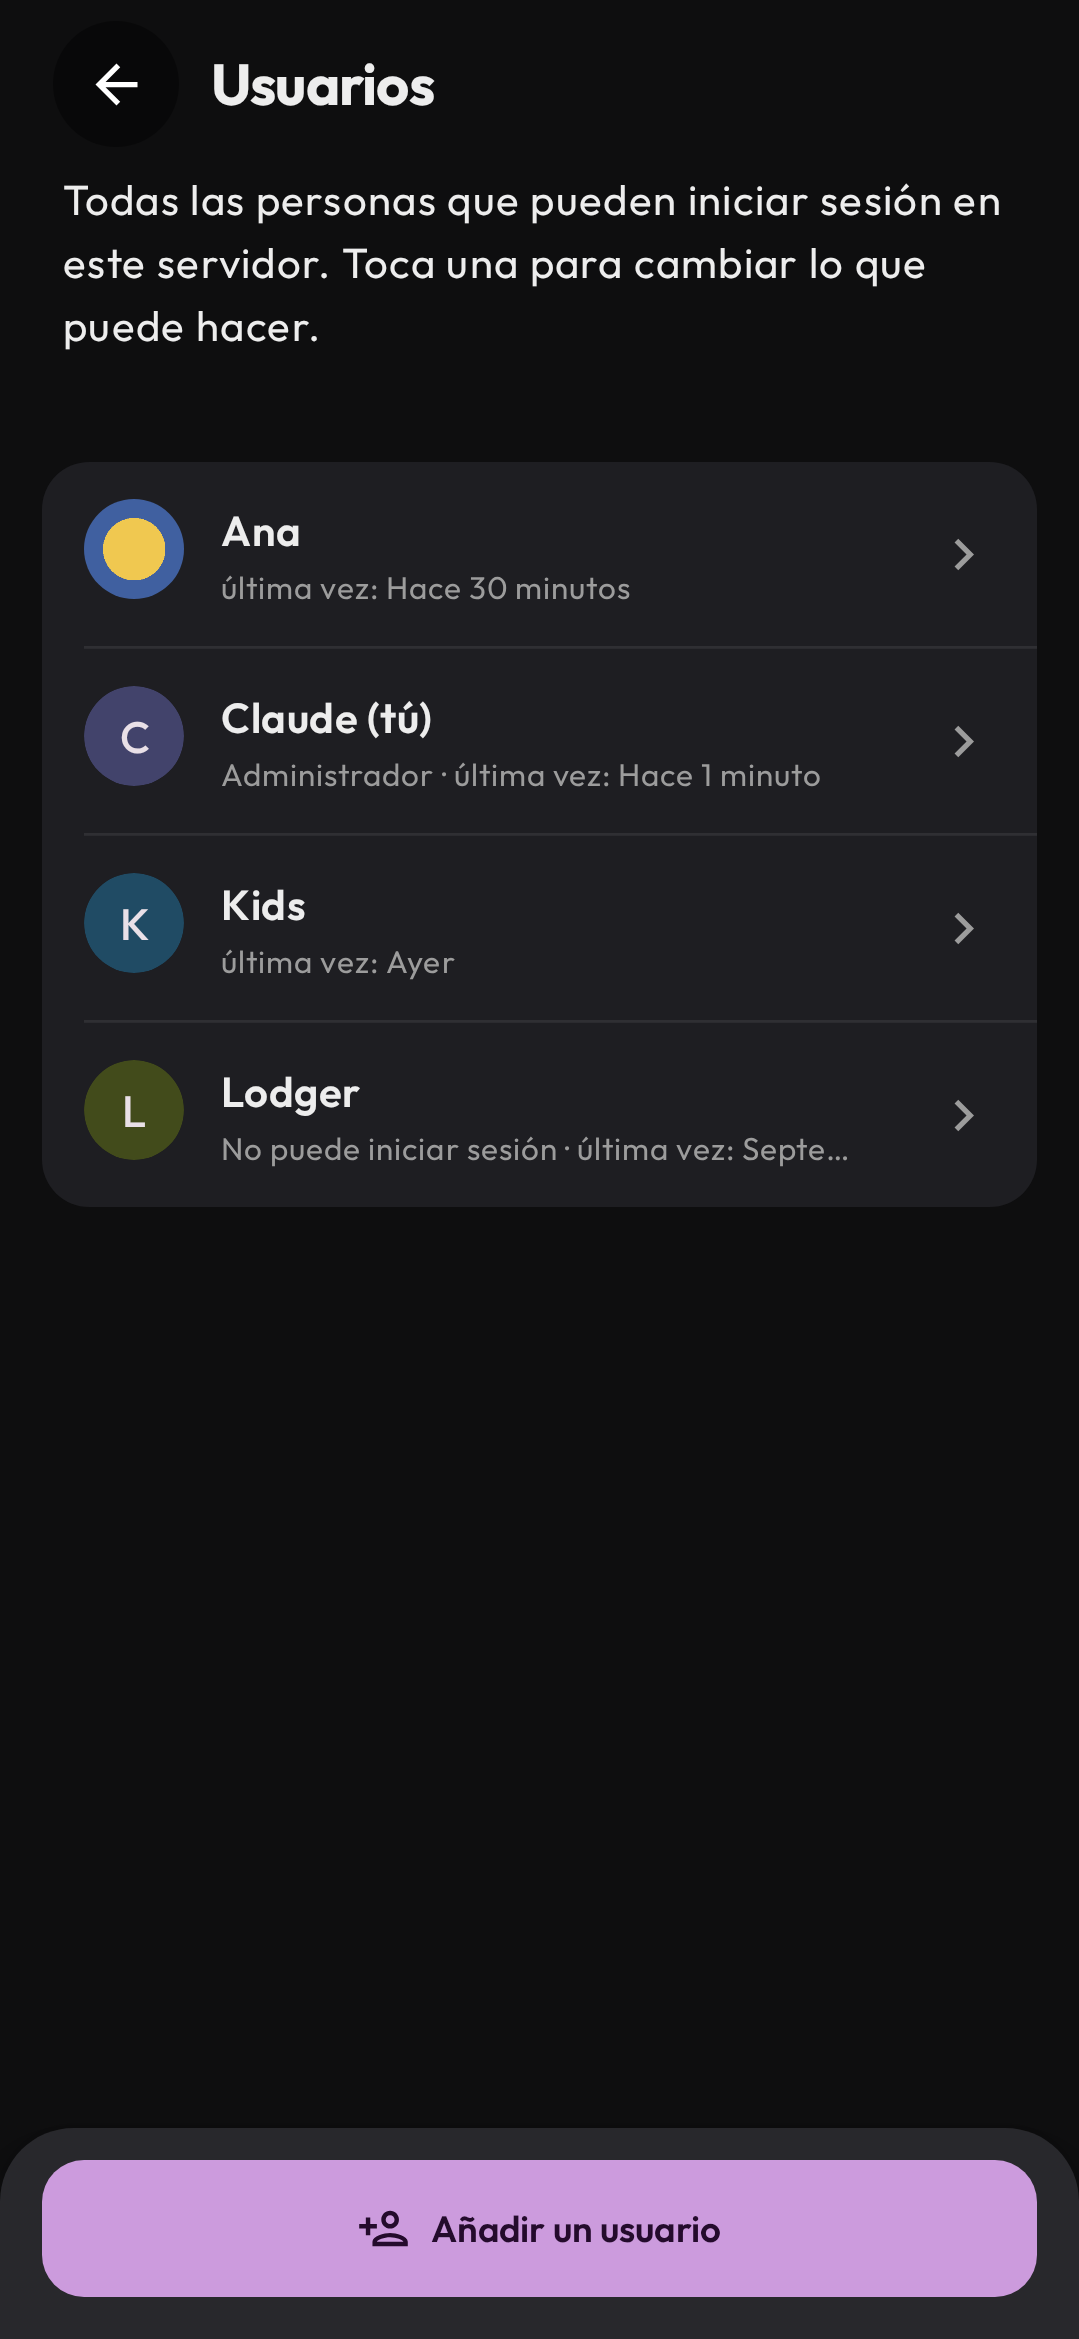 Usuarios
Todas las personas que pueden iniciar sesión en
este servidor. Toca una para cambiar lo que
puede hacer.
Ana
última vez: Hace 30 minutos
C
Claude (tú)
Administrador · última vez: Hace 1 minuto
K
Kids
última vez: Ayer
L
Lodger
No puede iniciar sesión · última vez: Septe…
Añadir un usuario